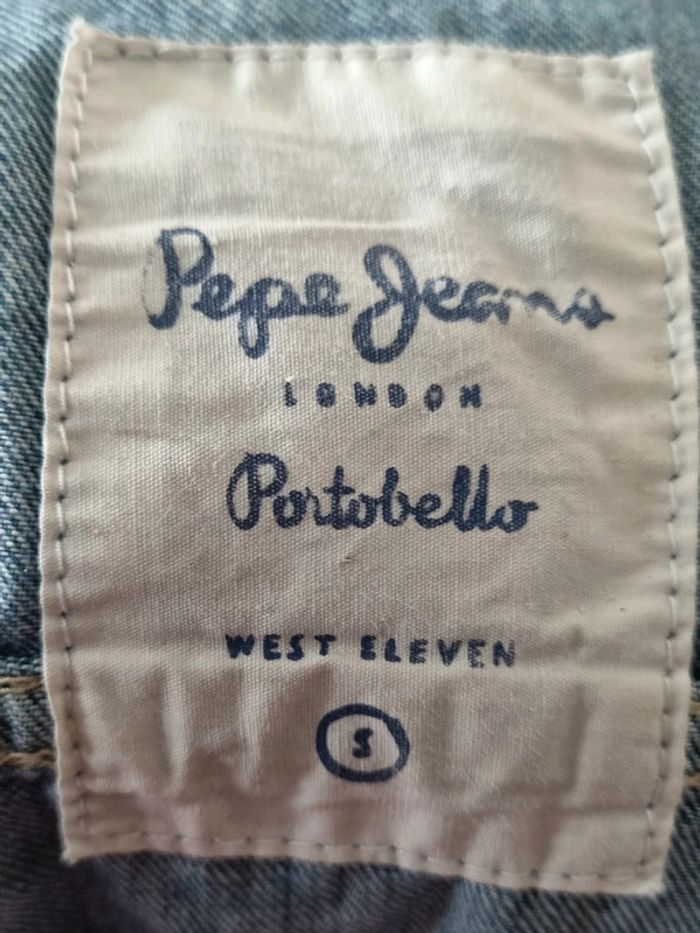 Pepe Jeans
LONDON
Portobello
WEST ELEVEN
S